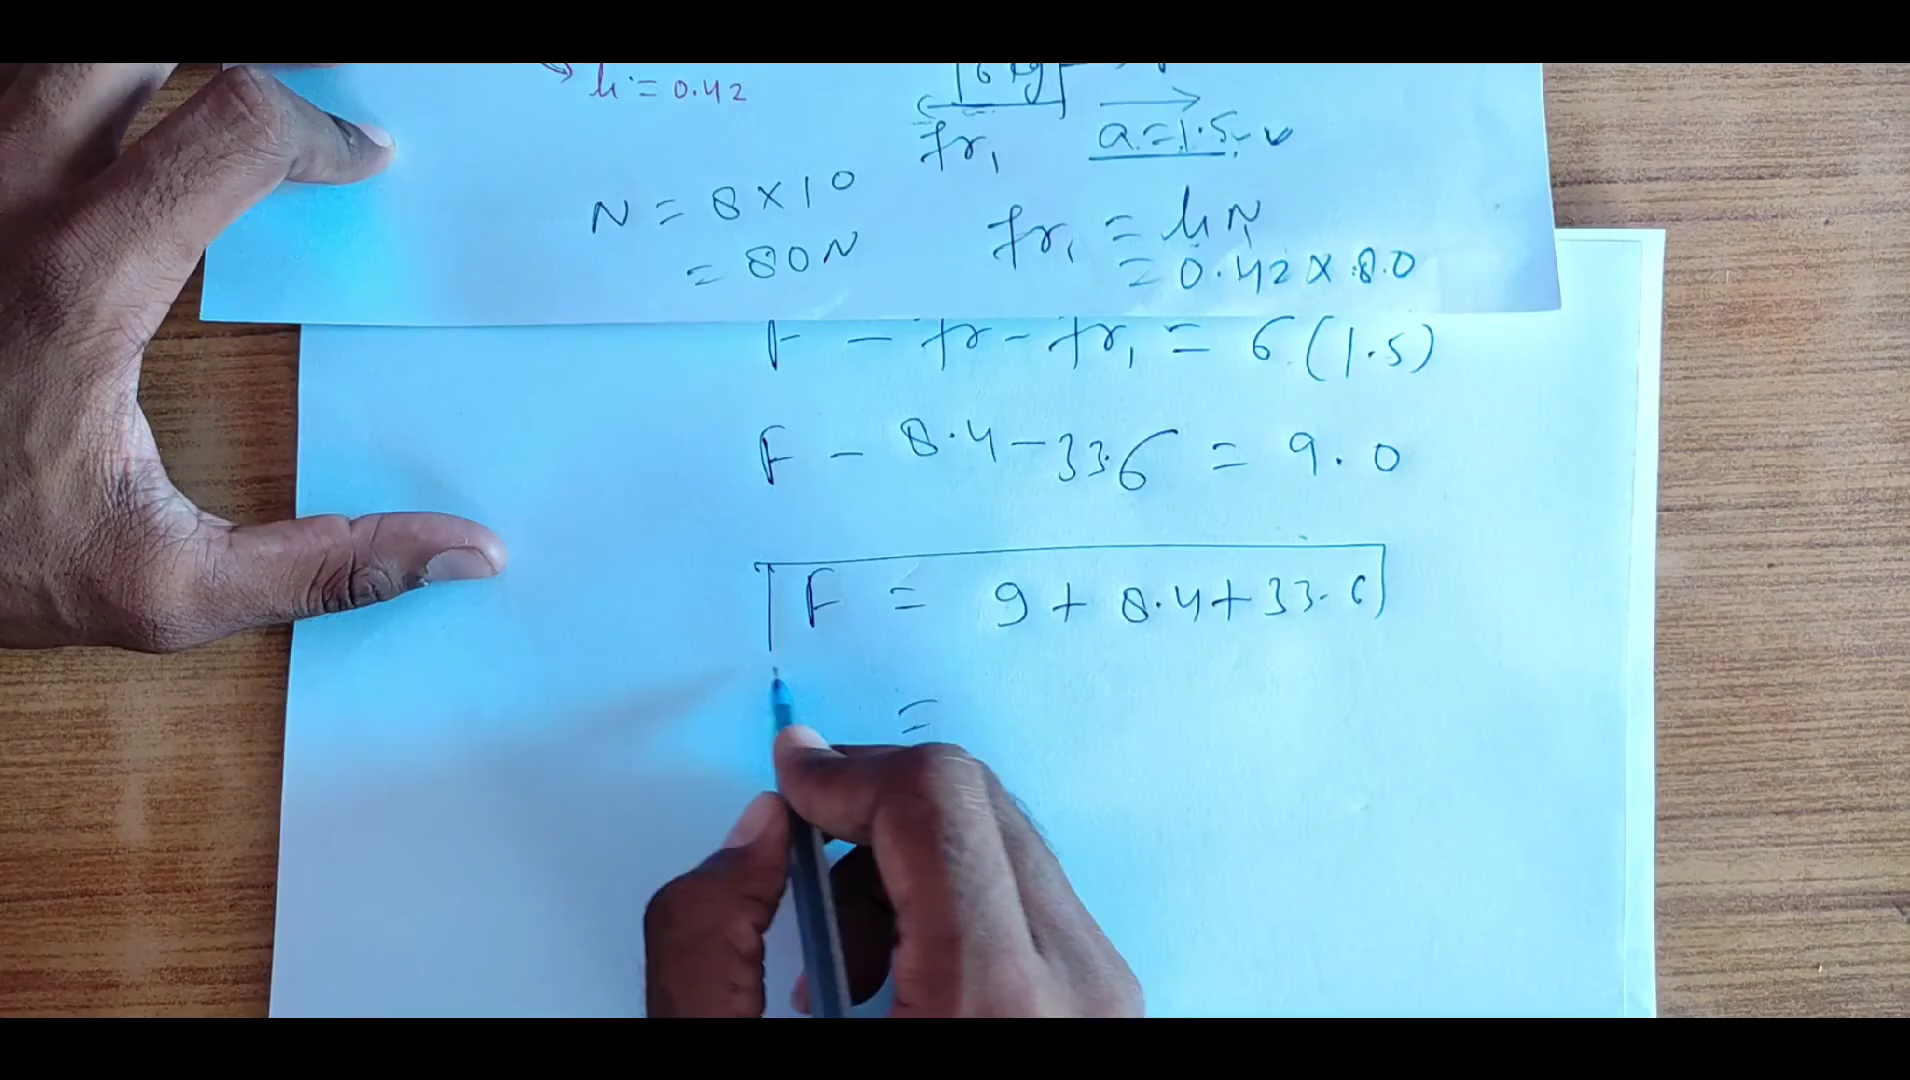 μ = 0.42
6 kg
fr₁
a = 1.5
N = 8 × 10
= 80 N
fr₁ = μN
= 0.42 × 80
F - fr - fr₁ = 6 (1.5)
F - 8.4 - 33.6 = 9.0
F = 9 + 8.4 + 33.6
=